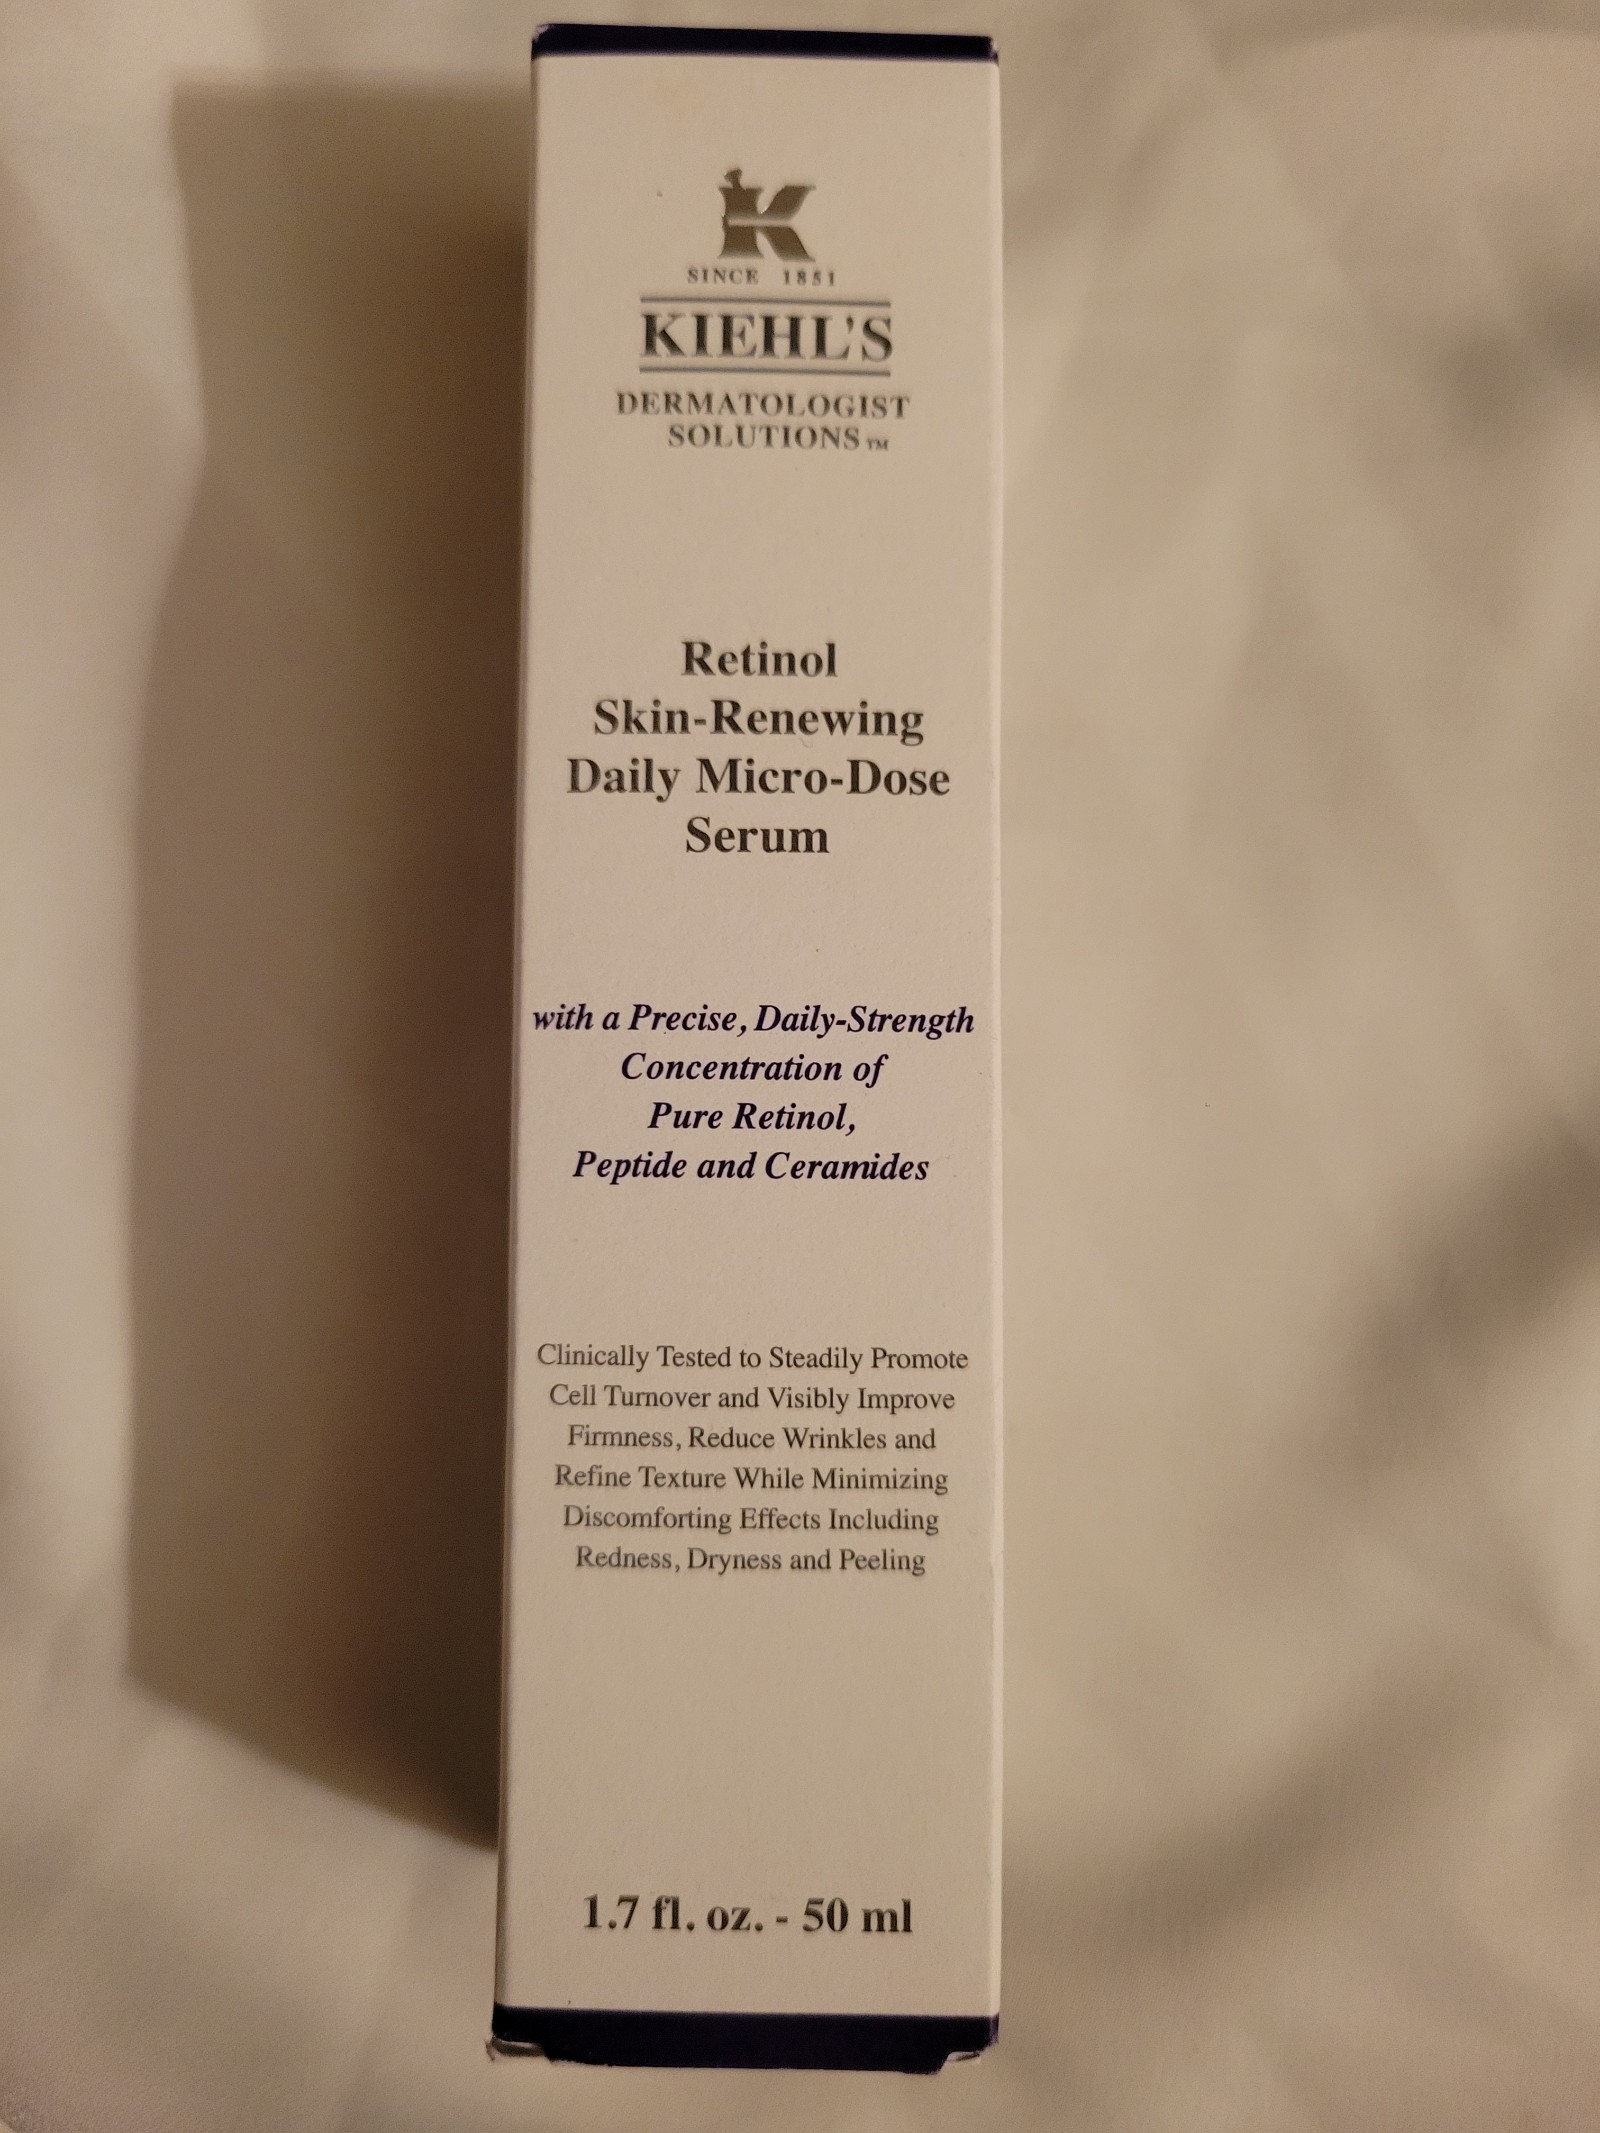 K
SINCE 1851
KIEHL'S
DERMATOLOGIST
SOLUTIONS™
Retinol
Skin-Renewing
Daily Micro-Dose
Serum
with a Precise, Daily-Strength
Concentration of
Pure Retinol,
Peptide and Ceramides
Clinically Tested to Steadily Promote
Cell Turnover and Visibly Improve
Firmness, Reduce Wrinkles and
Refine Texture While Minimizing
Discomforting Effects Including
Redness, Dryness and Peeling
1.7 fl. oz. - 50 ml